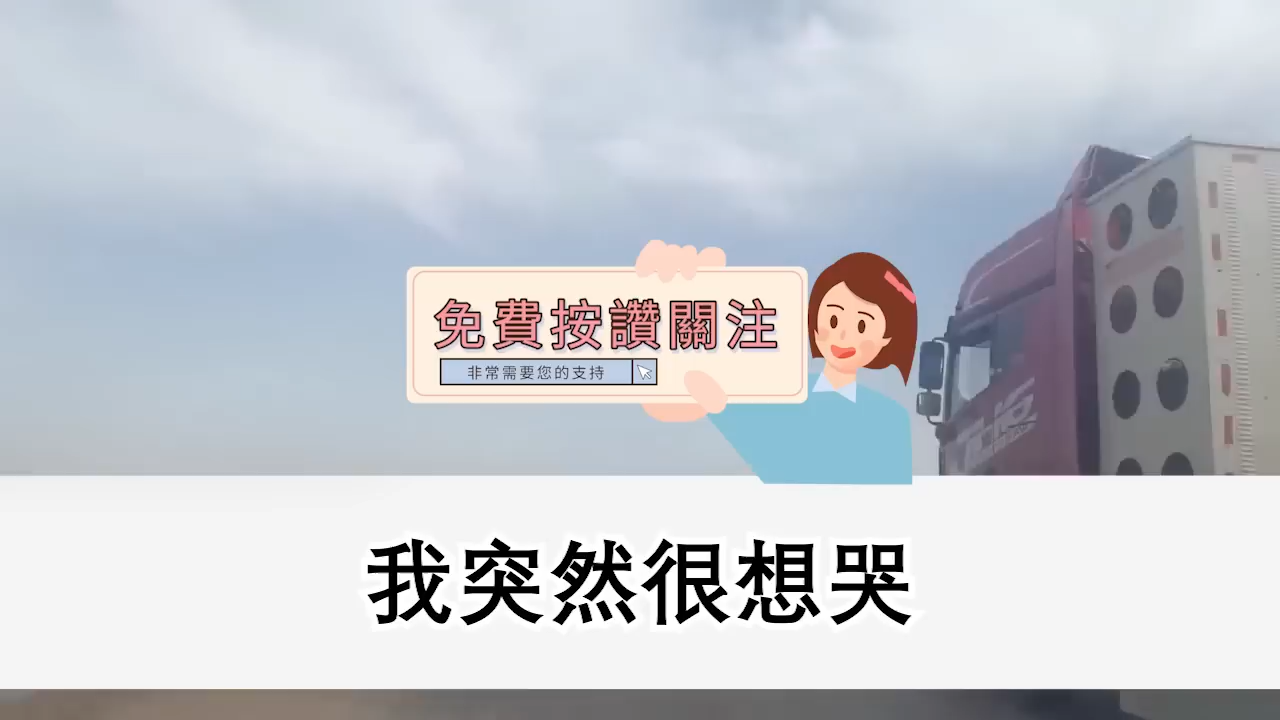 免費按讚關注
非常需要您的支持
我突然很想哭